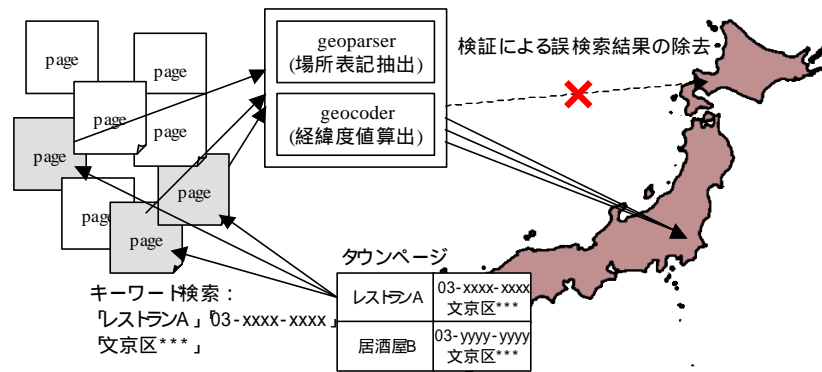 page
page
page
page
page
page
page
page
geoparser
(場所表記抽出)
geocoder
(経緯度値算出)
検証による誤検索結果の除去
タウンページ
レストランA
03-xxxx-xxxx
文京区***
居酒屋B
03-yyyy-yyyy
文京区***
キーワード検索：
「レストランA」「03-xxxx-xxxx」
「文京区***」